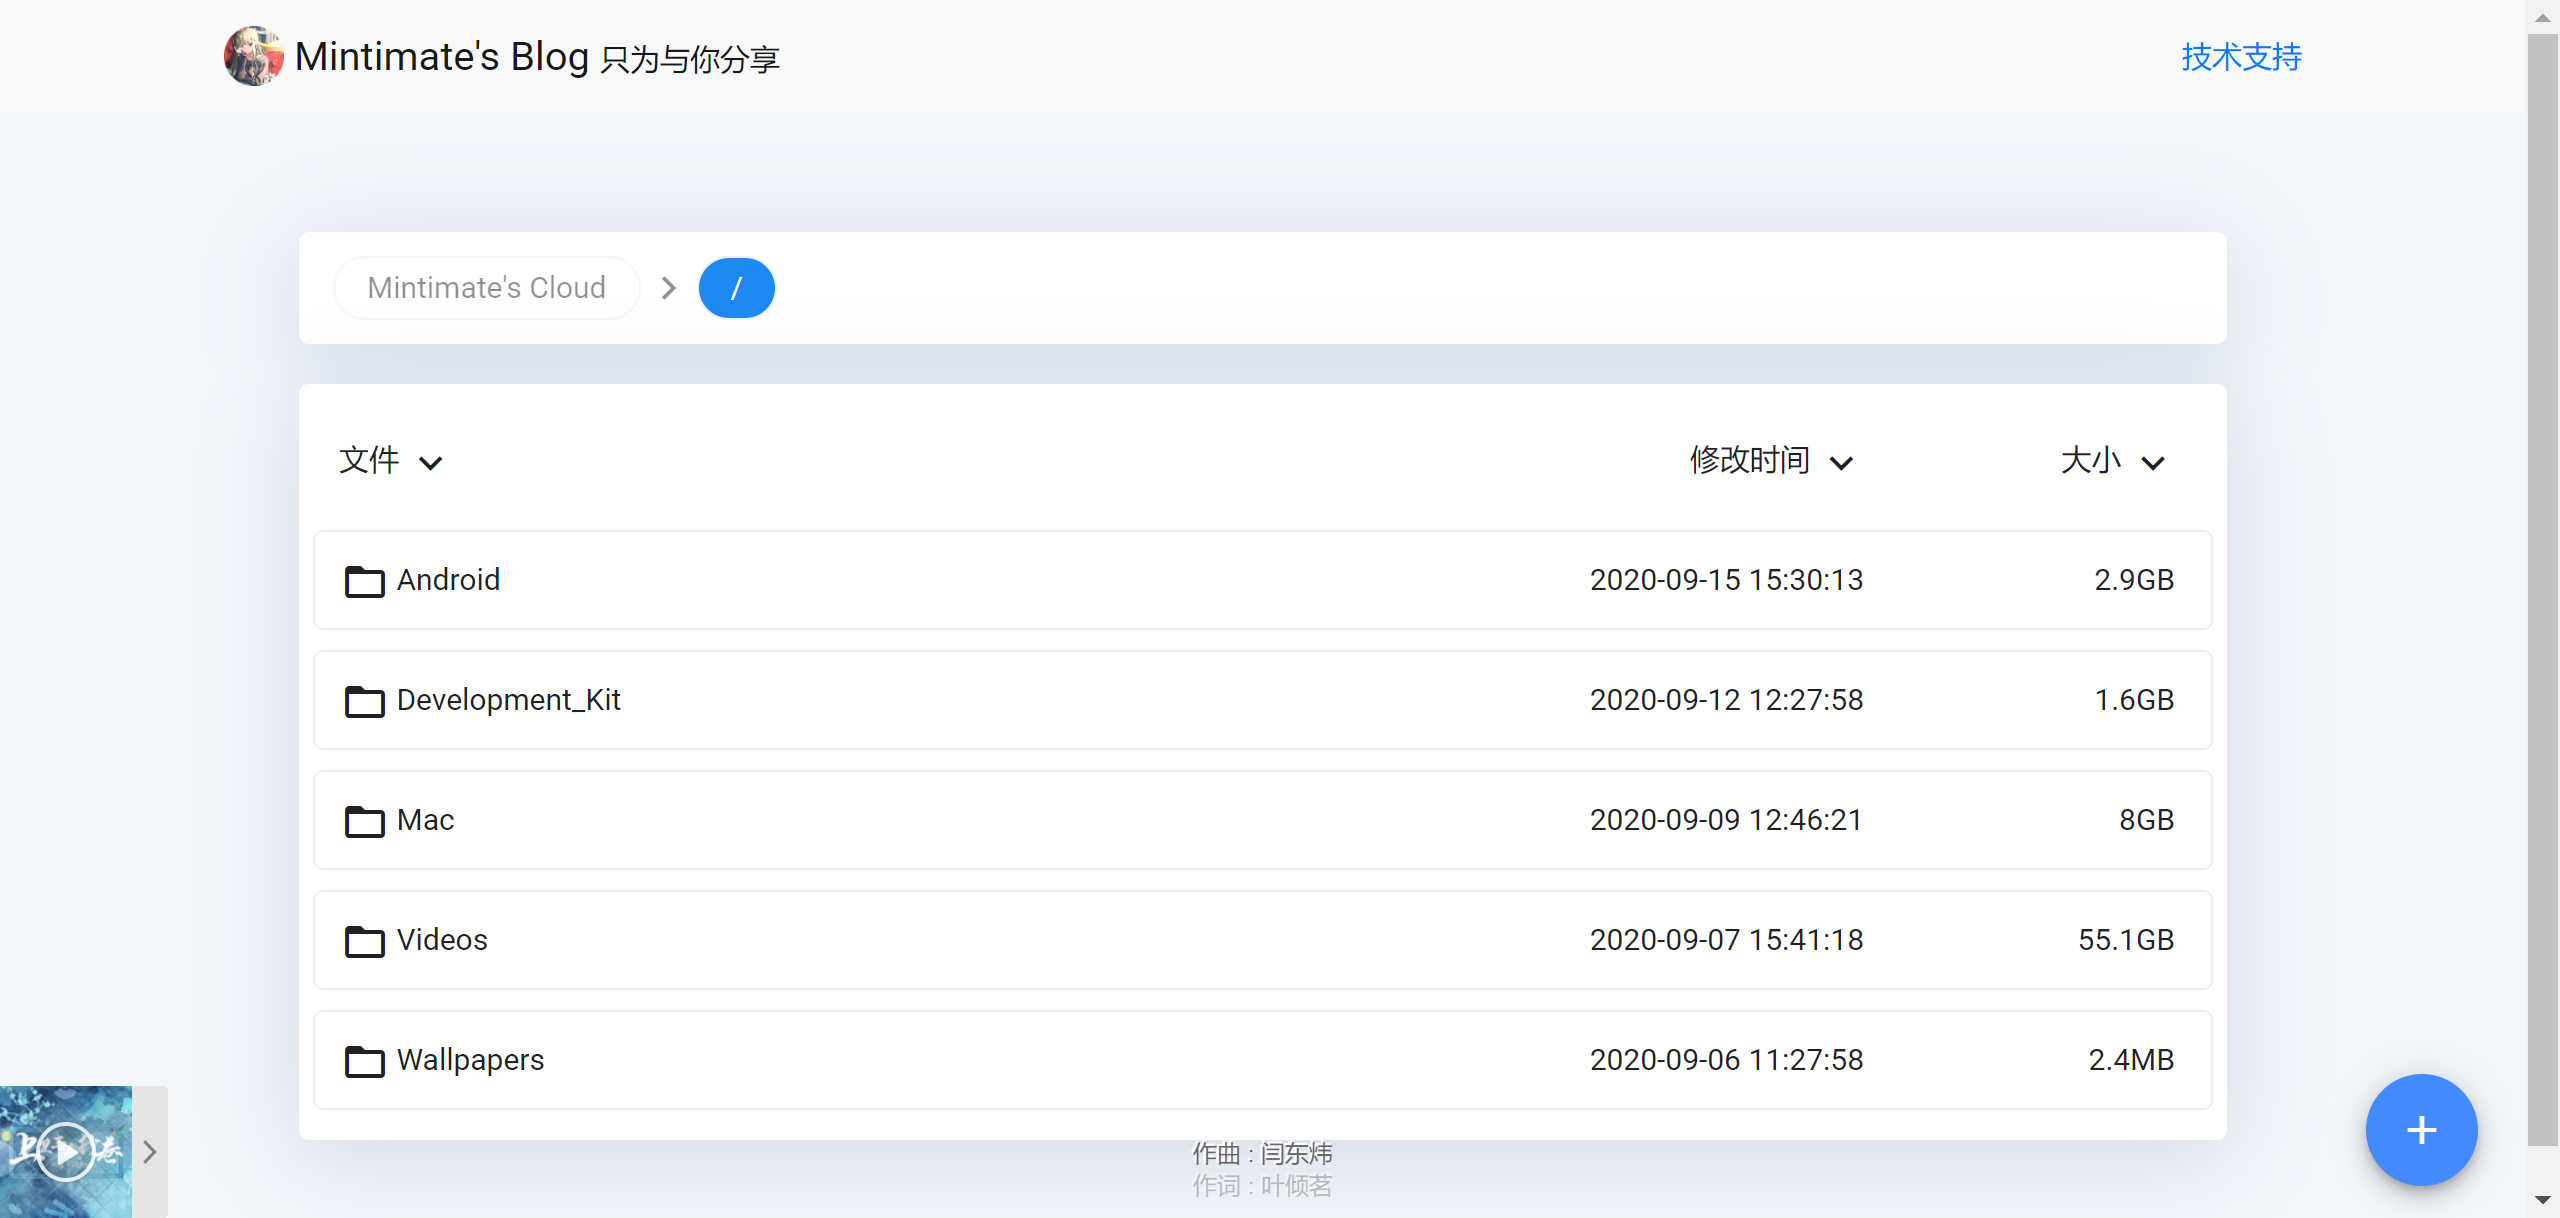 Mintimate's Blog 只为与你分享
技术支持
Mintimate's Cloud
/
文件 修改时间 大小
Android 2020-09-15 15:30:13 2.9GB
Development_Kit 2020-09-12 12:27:58 1.6GB
Mac 2020-09-09 12:46:21 8GB
Videos 2020-09-07 15:41:18 55.1GB
Wallpapers 2020-09-06 11:27:58 2.4MB
作曲 : 闫东炜
作词 : 叶倾茗